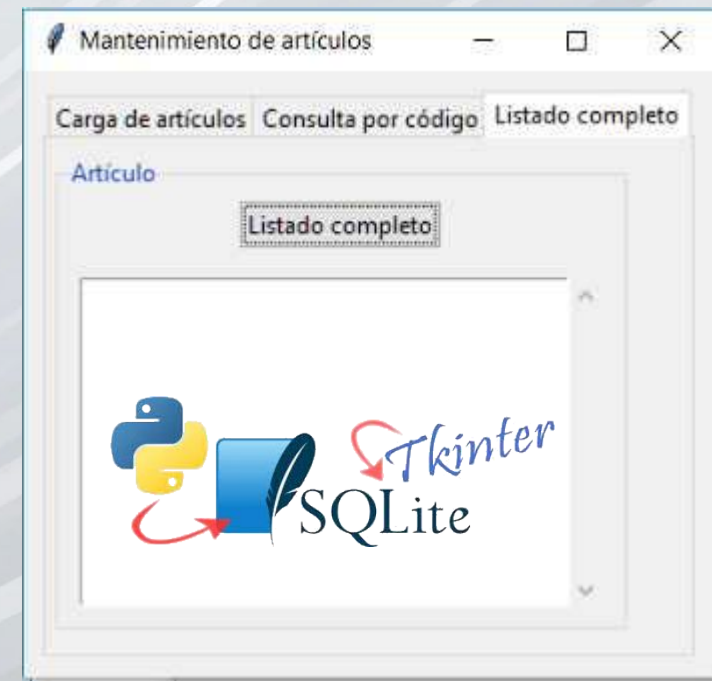 Mantenimiento de artículos
Carga de artículos Consulta por código Listado completo
Artículo
Listado completo
Tkinter
SQLite